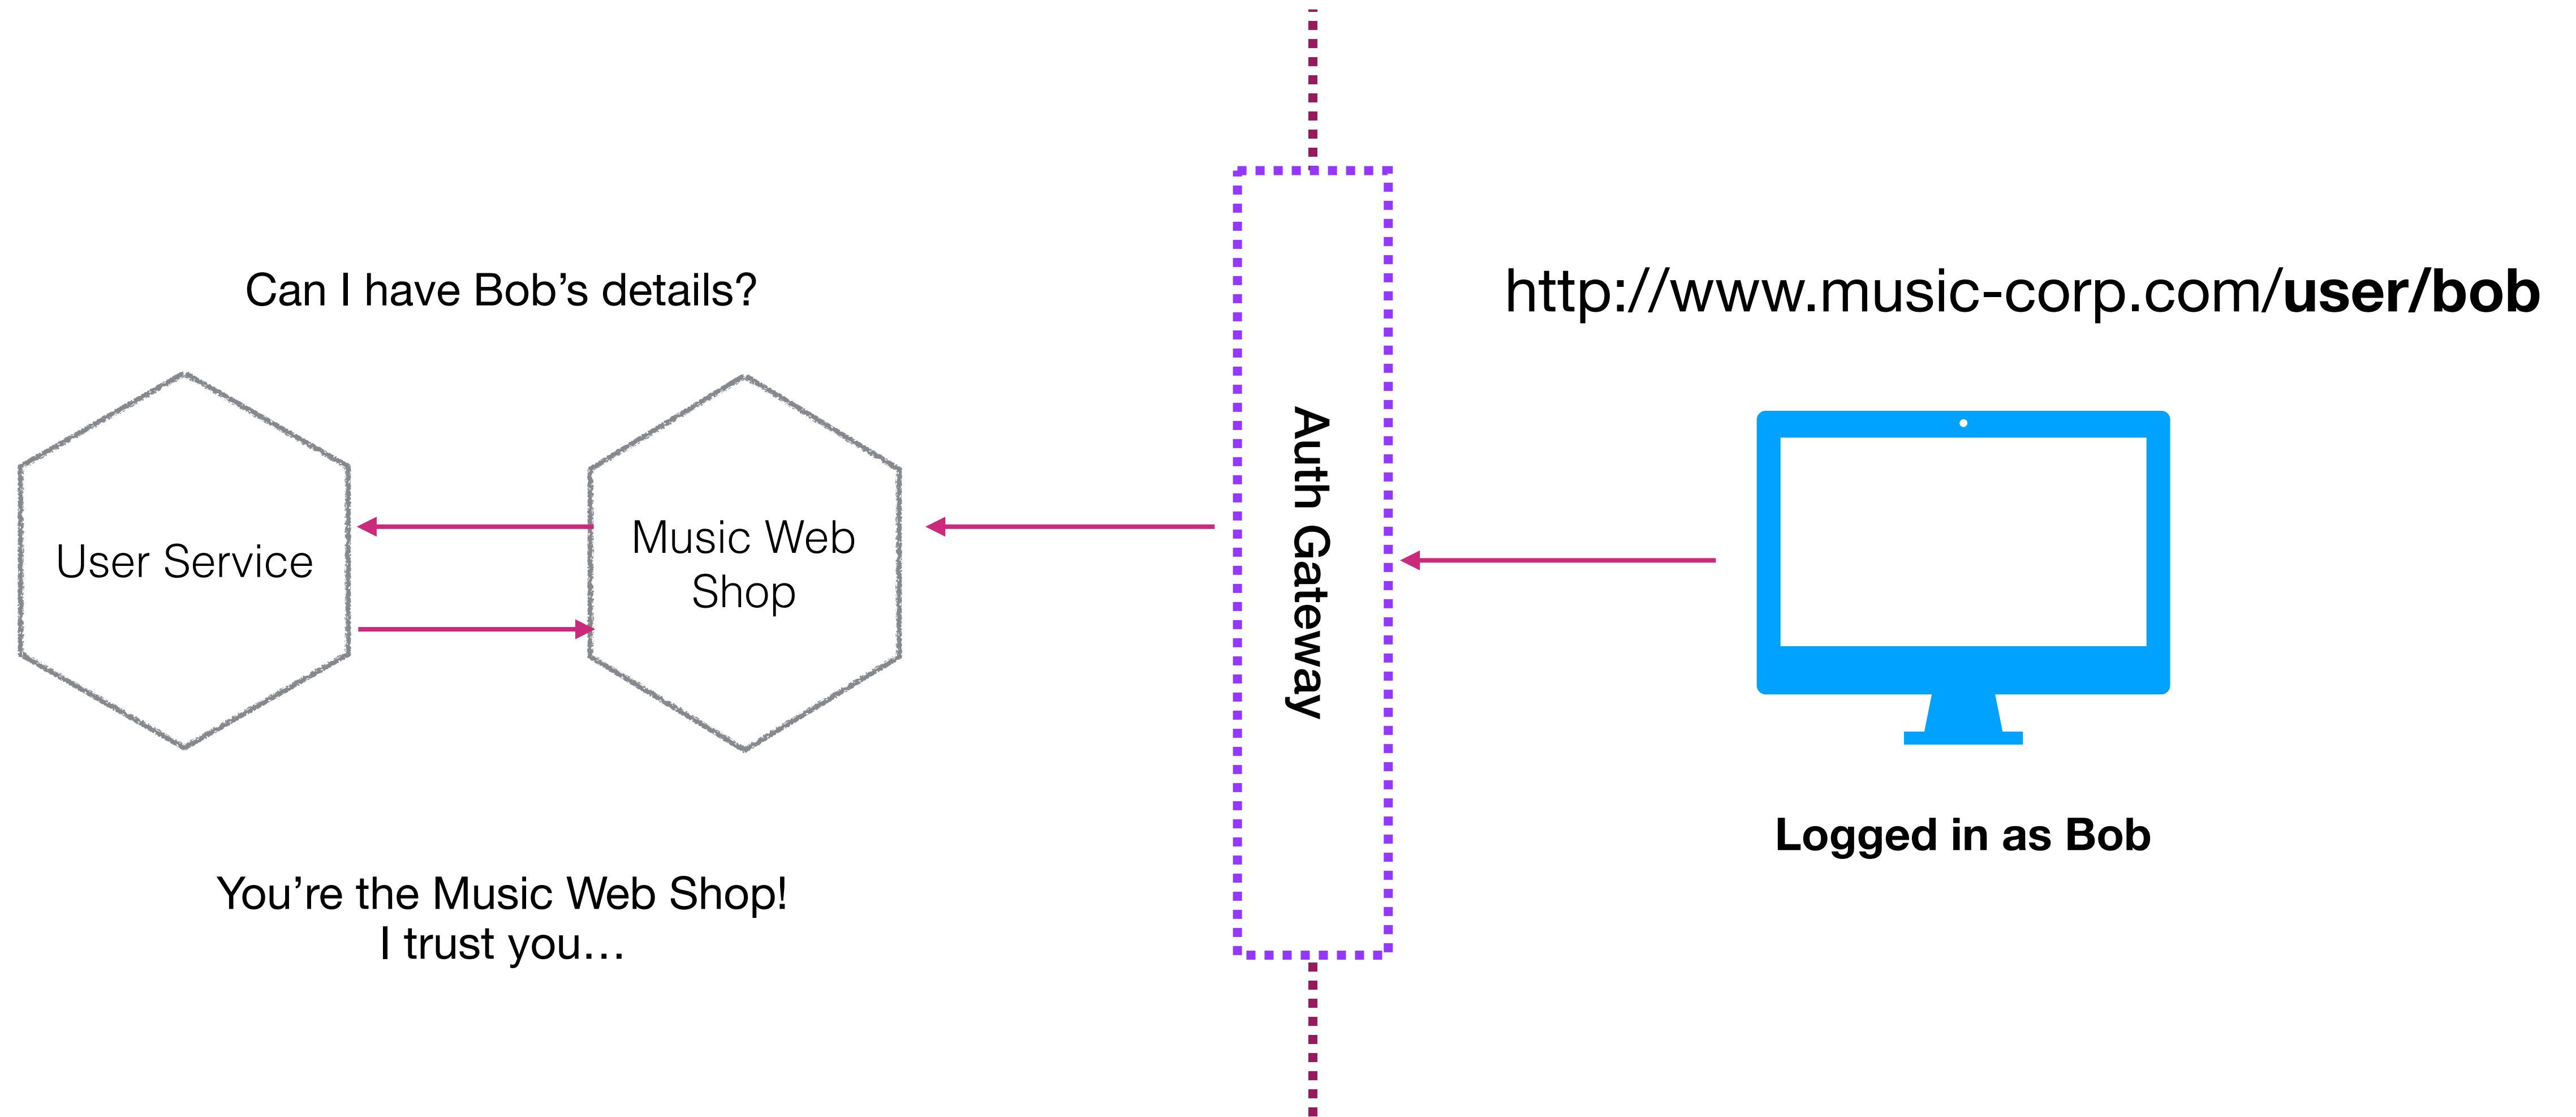 Can I have Bob’s details?
http://www.music-corp.com/user/bob
User Service
Music Web
Shop
Auth Gateway
Logged in as Bob
You’re the Music Web Shop!
I trust you…